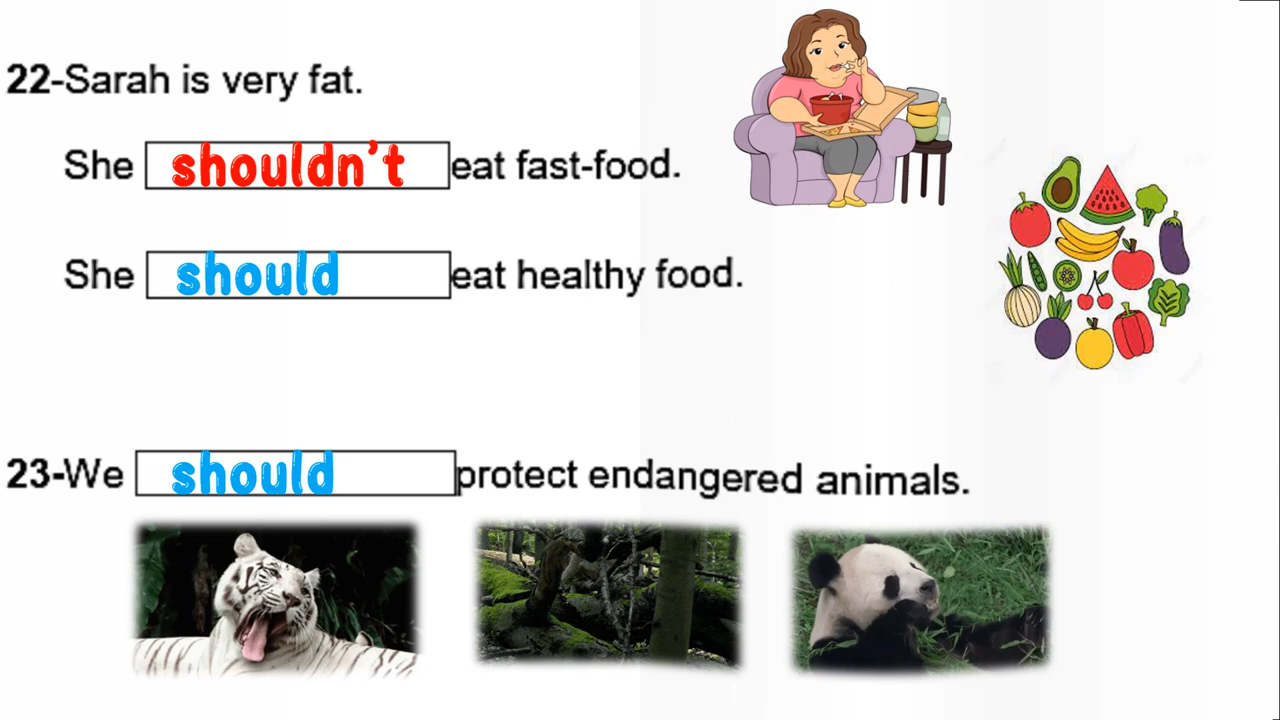 22-Sarah is very fat.
She shouldn't eat fast-food.
She should eat healthy food.
23-We should protect endangered animals.